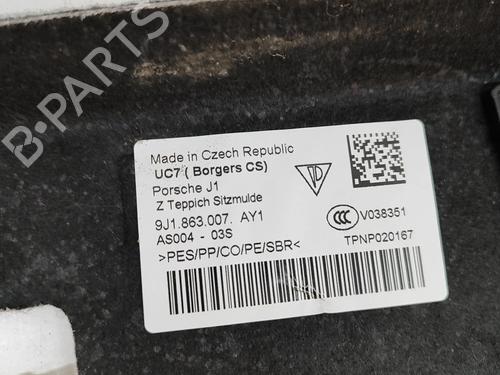 B-PARTS
Made in Czech Republic
UC7 ( Borgers CS)
Porsche J1
Z Teppich Sitzmulde
9J1.863.007. AY1
AS004 - 03S
>PES/PP/CO/PE/SBR<
CCC
V038351
TPNP020167